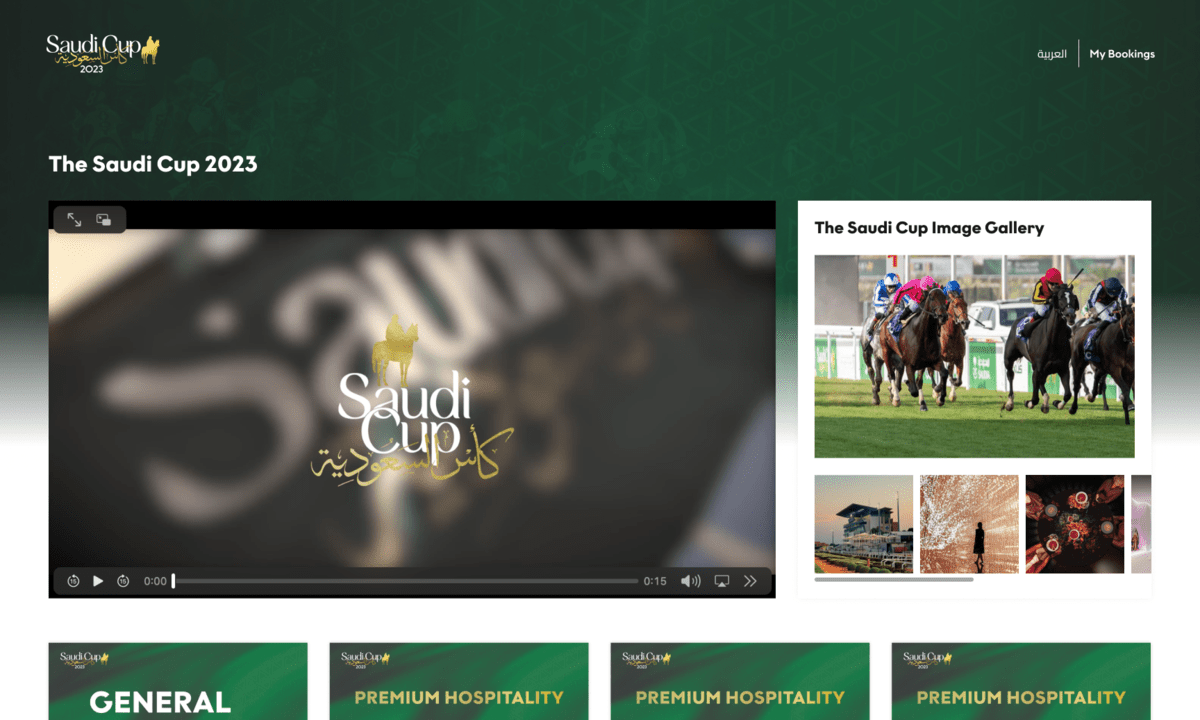 Saudi Cup
كأس السعودية
2023
العربية
My Bookings
The Saudi Cup 2023
Saudi
Cup
كأس السعودية
0:00
0:15
The Saudi Cup Image Gallery
Saudi Cup
2023
GENERAL
Saudi Cup
2023
PREMIUM HOSPITALITY
Saudi Cup
2023
PREMIUM HOSPITALITY
Saudi Cup
2023
PREMIUM HOSPITALITY